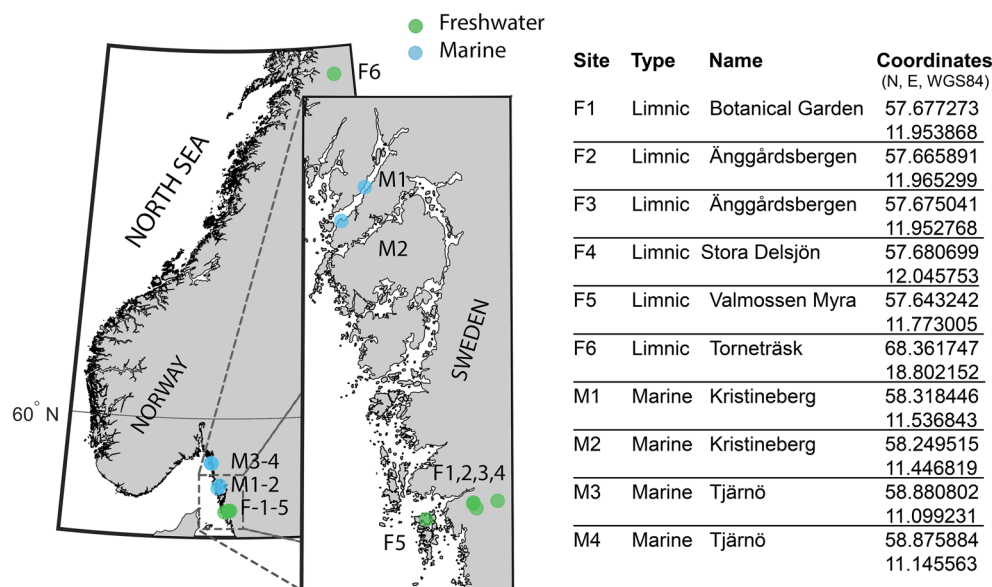 Freshwater
Marine
F6
NORTH SEA
NORWAY
60° N
M3-4
M1-2
F-1-5
M1
M2
SWEDEN
F1,2,3,4
F5
Site Type Name Coordinates
(N, E, WGS84)
F1 Limnic Botanical Garden 57.677273
11.953868
F2 Limnic Änggårdsbergen 57.665891
11.965299
F3 Limnic Änggårdsbergen 57.675041
11.952768
F4 Limnic Stora Delsjön 57.680699
12.045753
F5 Limnic Valmossen Myra 57.643242
11.773005
F6 Limnic Torneträsk 68.361747
18.802152
M1 Marine Kristineberg 58.318446
11.536843
M2 Marine Kristineberg 58.249515
11.446819
M3 Marine Tjärnö 58.880802
11.099231
M4 Marine Tjärnö 58.875884
11.145563